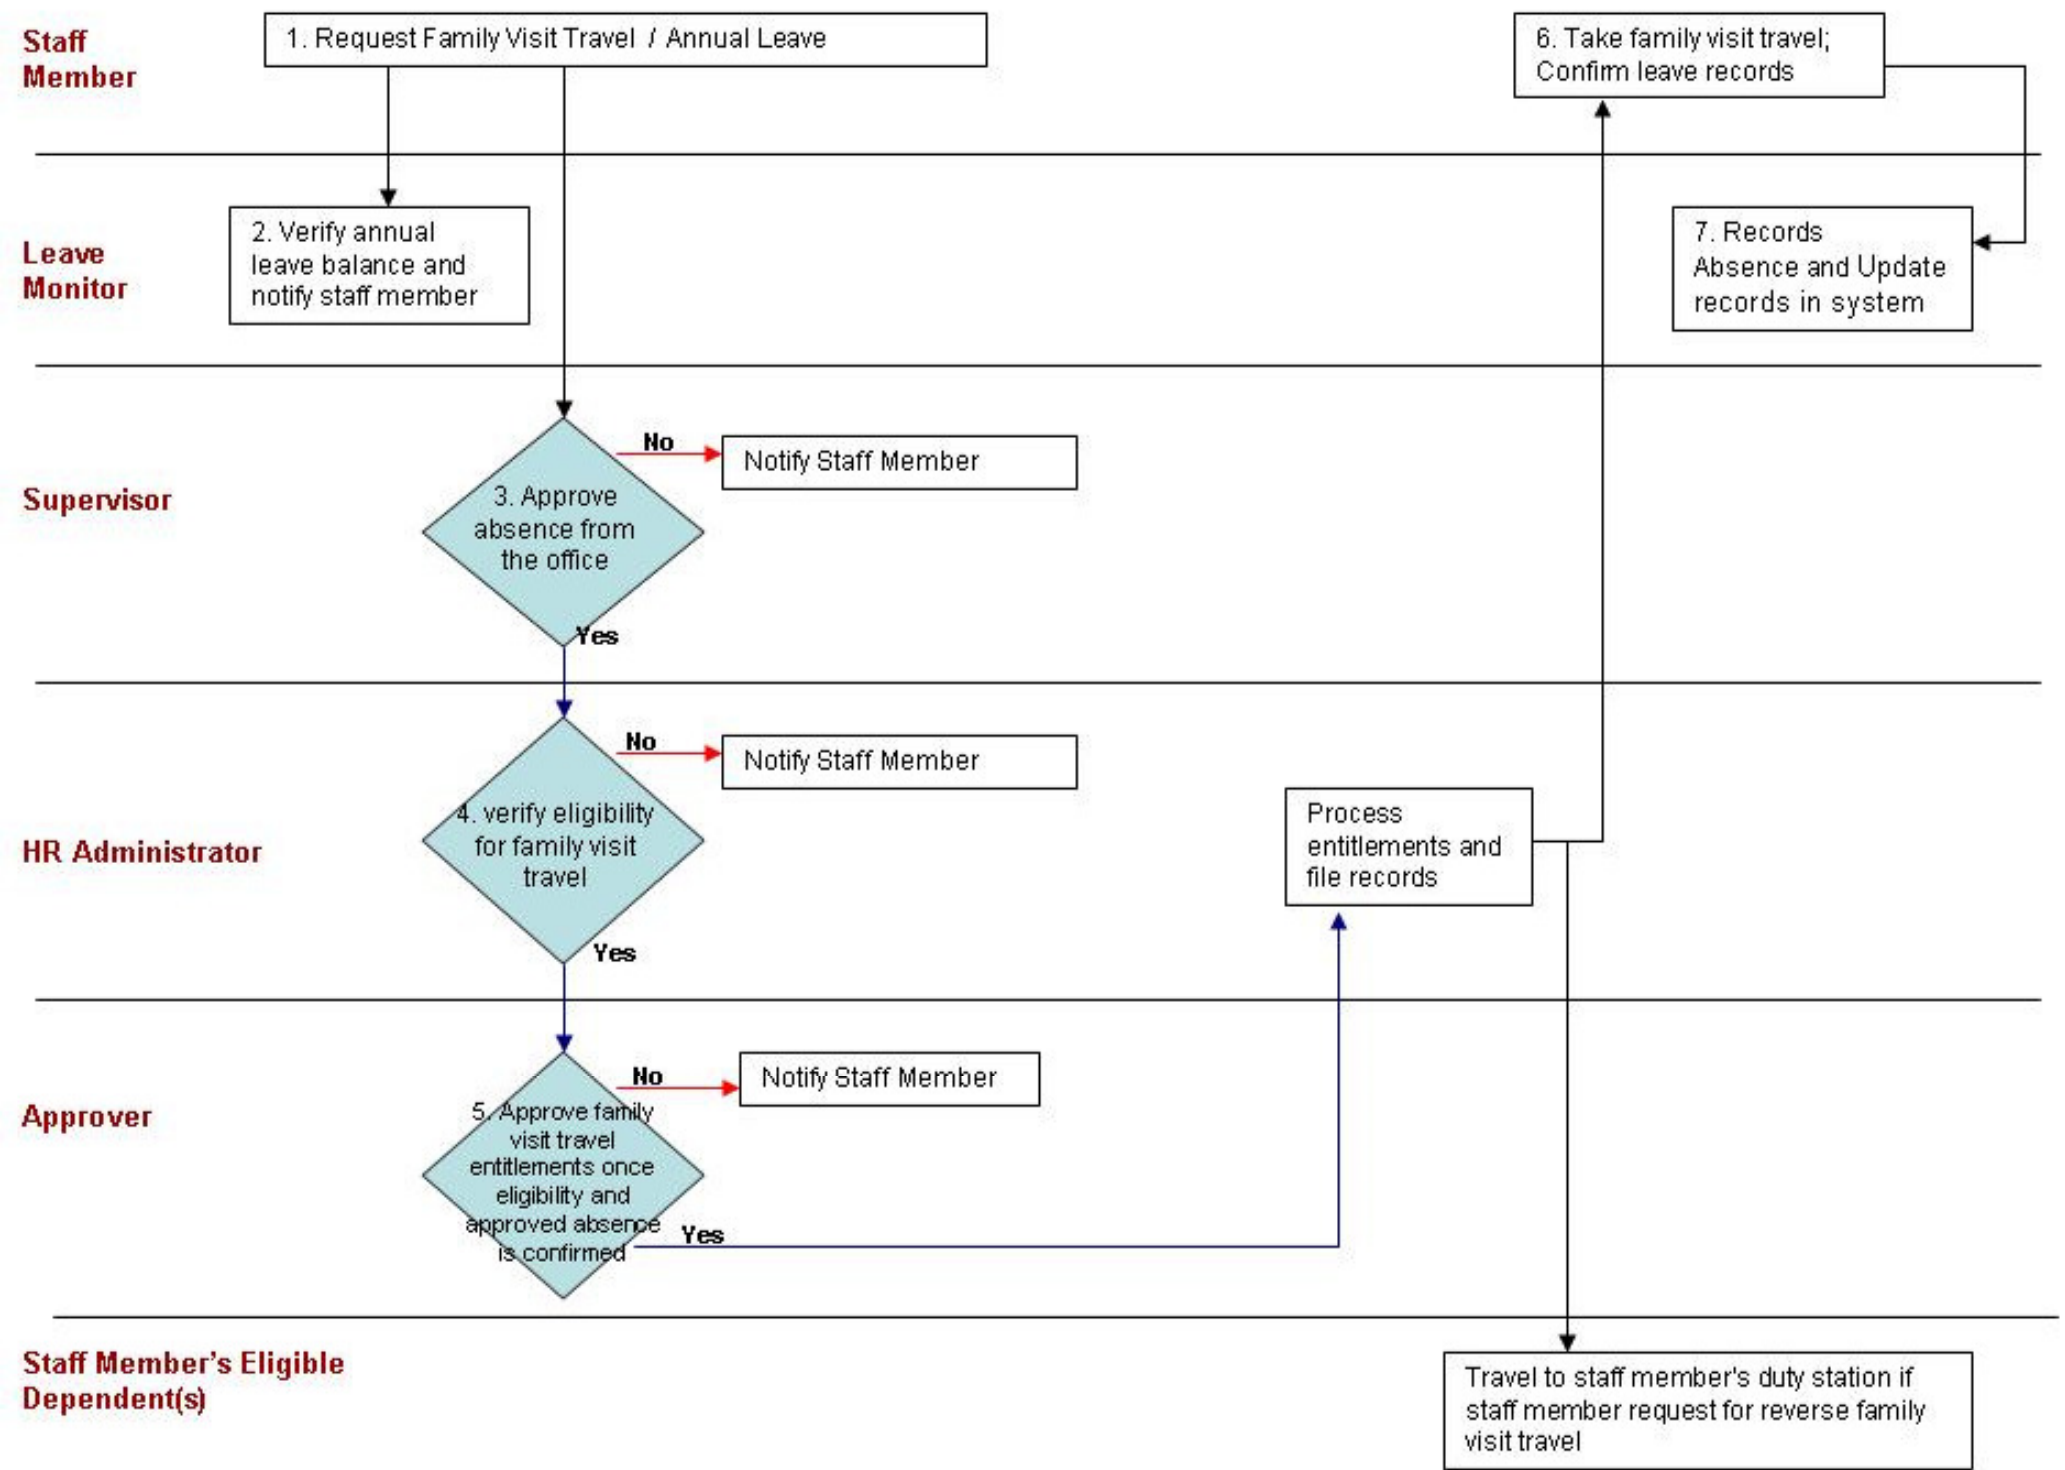 Staff
Member
1. Request Family Visit Travel / Annual Leave
6. Take family visit travel;
Confirm leave records
Leave
Monitor
2. Verify annual
leave balance and
notify staff member
7. Records
Absence and Update
records in system
Supervisor
3. Approve
absence from
the office
No
Notify Staff Member
Yes
HR Administrator
4. verify eligibility
for family visit
travel
No
Notify Staff Member
Yes
Process
entitlements and
file records
Approver
5. Approve family
visit travel
entitlements once
eligibility and
approved absence
is confirmed
No
Notify Staff Member
Yes
Staff Member's Eligible
Dependent(s)
Travel to staff member's duty station if
staff member request for reverse family
visit travel